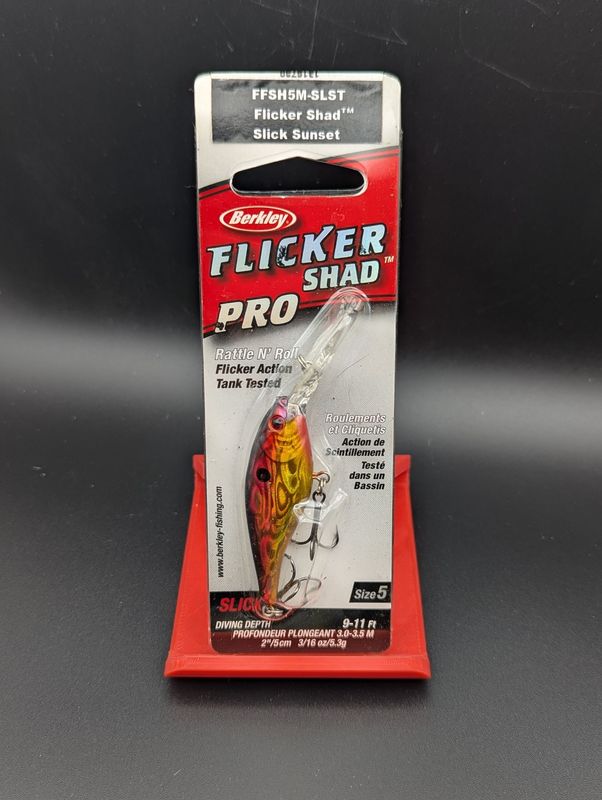 FFSH5M-SLST
Flicker Shad™
Slick Sunset
Berkley
FLICKER
SHAD™
PRO
Rattle N' Roll
Flicker Action
Tank Tested
Roulements
et Cliquetis
Action de
Scintillement
Testé
dans un
Bassin
www.berkley-fishing.com
Size 5
SLICK
DIVING DEPTH 9-11 Ft
PROFONDEUR PLONGEANT 3.0-3.5 M
2"/5cm 3/16 oz/5.3g